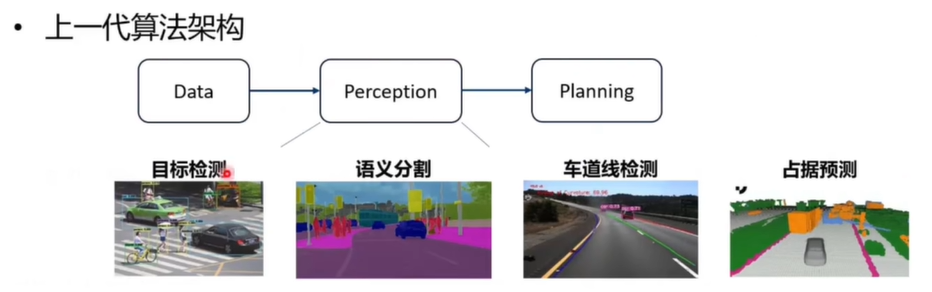 • 上一代算法架构
Data
Perception
Planning
目标检测
语义分割
车道线检测
占据预测